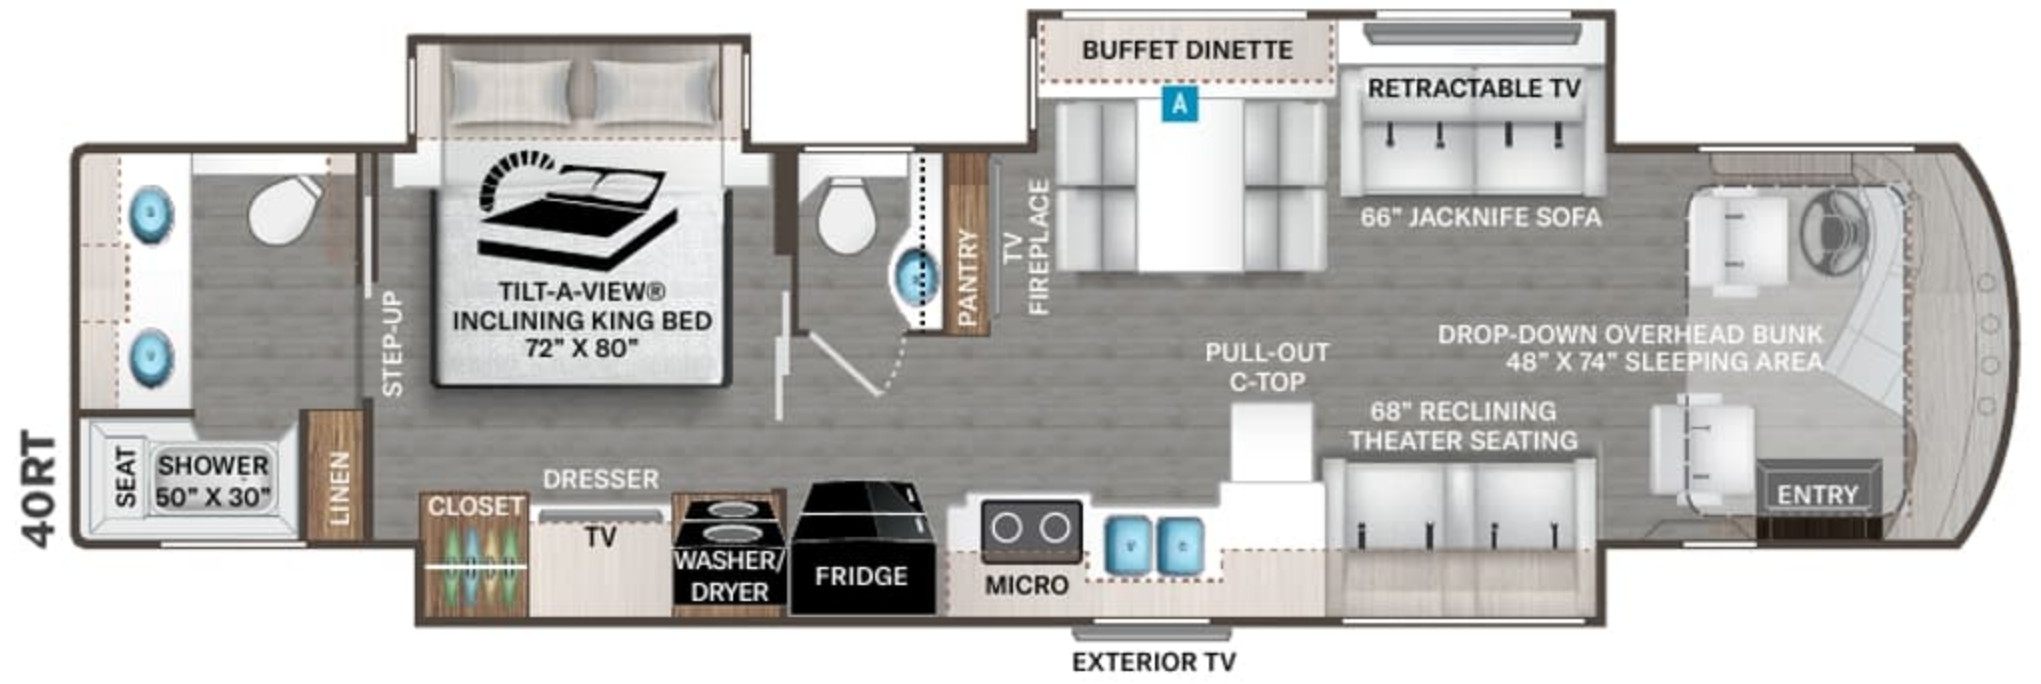 BUFFET DINETTE
A
RETRACTABLE TV
66" JACKNIFE SOFA
TILT-A-VIEW®
INCLINING KING BED
72" X 80"
STEP-UP
PANTRY
TV
FIREPLACE
DROP-DOWN OVERHEAD BUNK
48" X 74" SLEEPING AREA
PULL-OUT
C-TOP
68" RECLINING
THEATER SEATING
ENTRY
40RT
SEAT
SHOWER
50" X 30"
LINEN
CLOSET
DRESSER
TV
WASHER/
DRYER
FRIDGE
MICRO
EXTERIOR TV